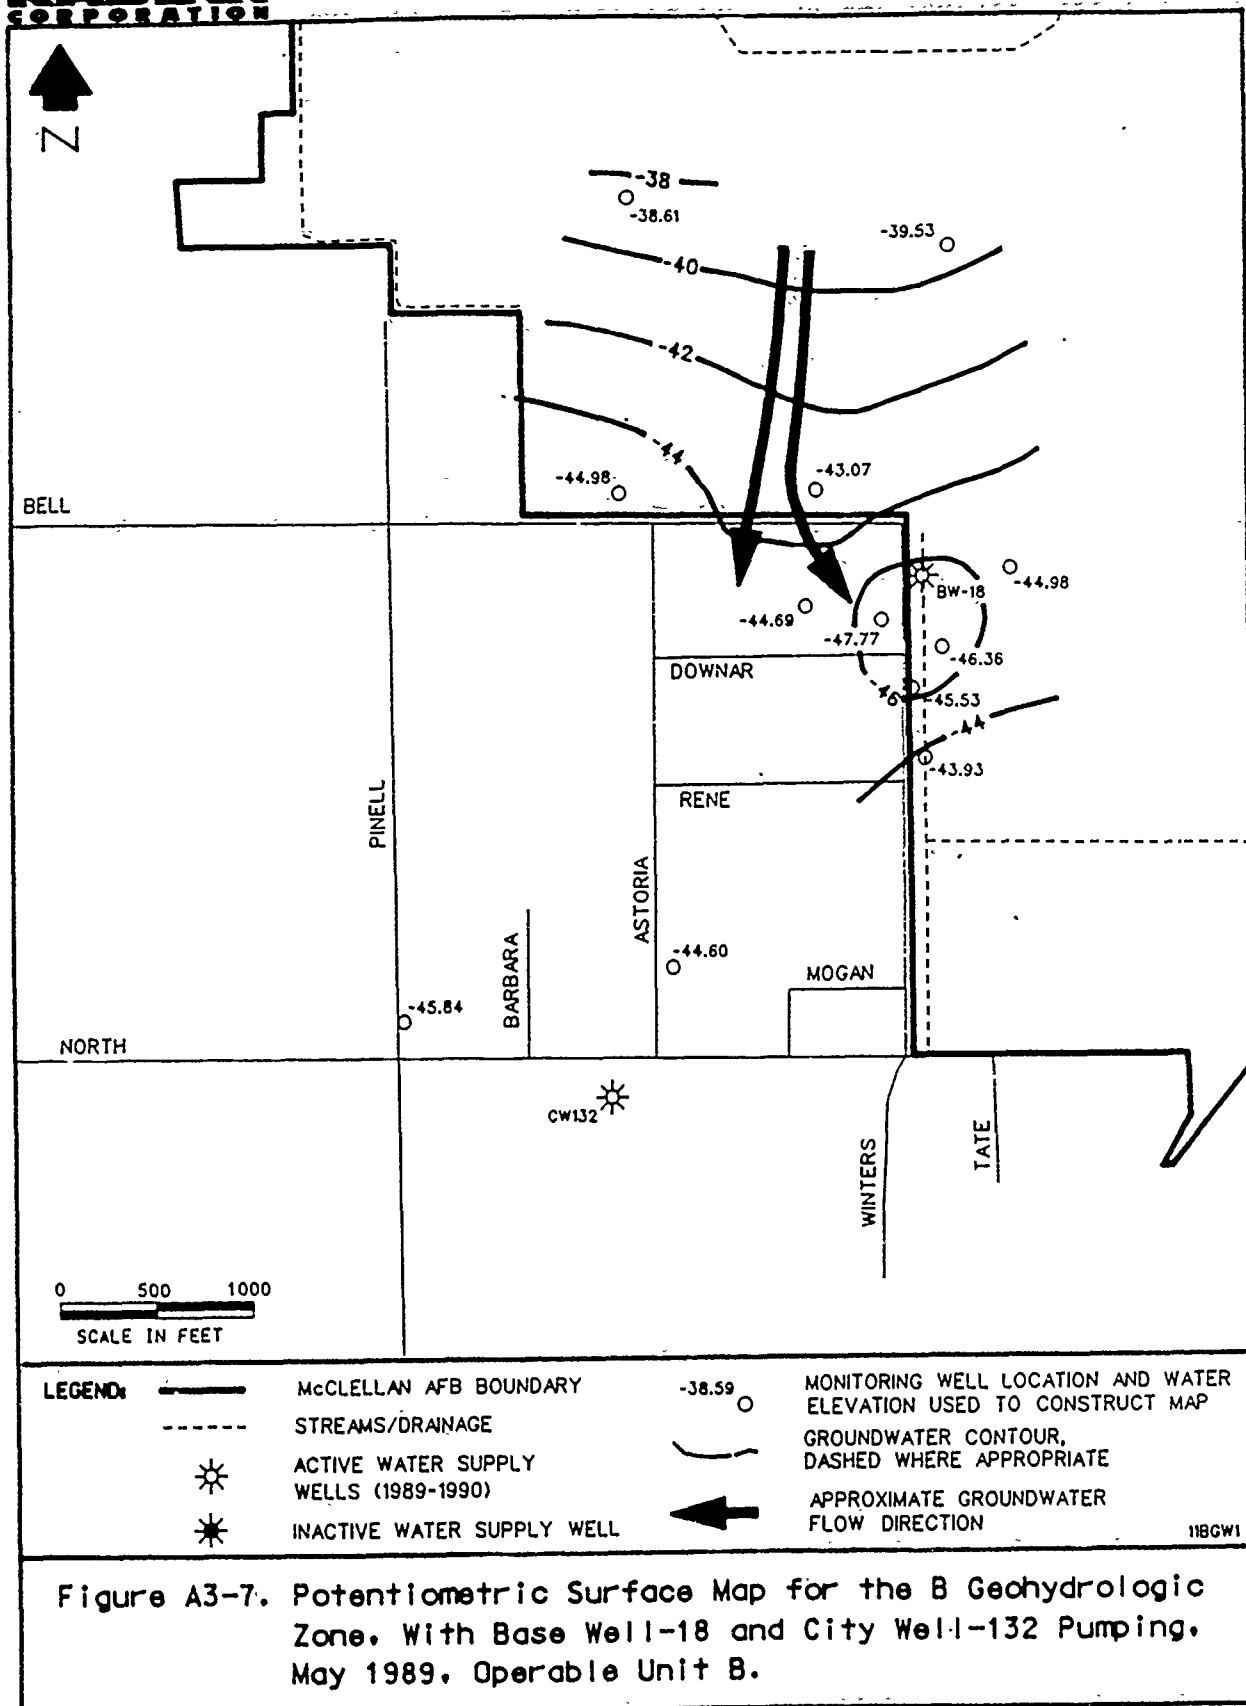 CORPORATION
N
-38
-38.61
-39.53
-40
-42
-44
-44.98
-43.07
BELL
BW-18
-44.98
-44.69
-47.77
-46.36
DOWNAR
-46
-45.53
-44
-43.93
RENE
PINELL
ASTORIA
BARBARA
-44.60
MOGAN
-45.84
NORTH
CW132
WINTERS
TATE
0 500 1000
SCALE IN FEET
LEGEND:
McCLELLAN AFB BOUNDARY
STREAMS/DRAINAGE
ACTIVE WATER SUPPLY
WELLS (1989-1990)
INACTIVE WATER SUPPLY WELL
-38.59
MONITORING WELL LOCATION AND WATER
ELEVATION USED TO CONSTRUCT MAP
GROUNDWATER CONTOUR,
DASHED WHERE APPROPRIATE
APPROXIMATE GROUNDWATER
FLOW DIRECTION
11BGW1
Figure A3-7. Potentiometric Surface Map for the B Geohydrologic
Zone, With Base Well-18 and City Well-132 Pumping,
May 1989, Operable Unit B.